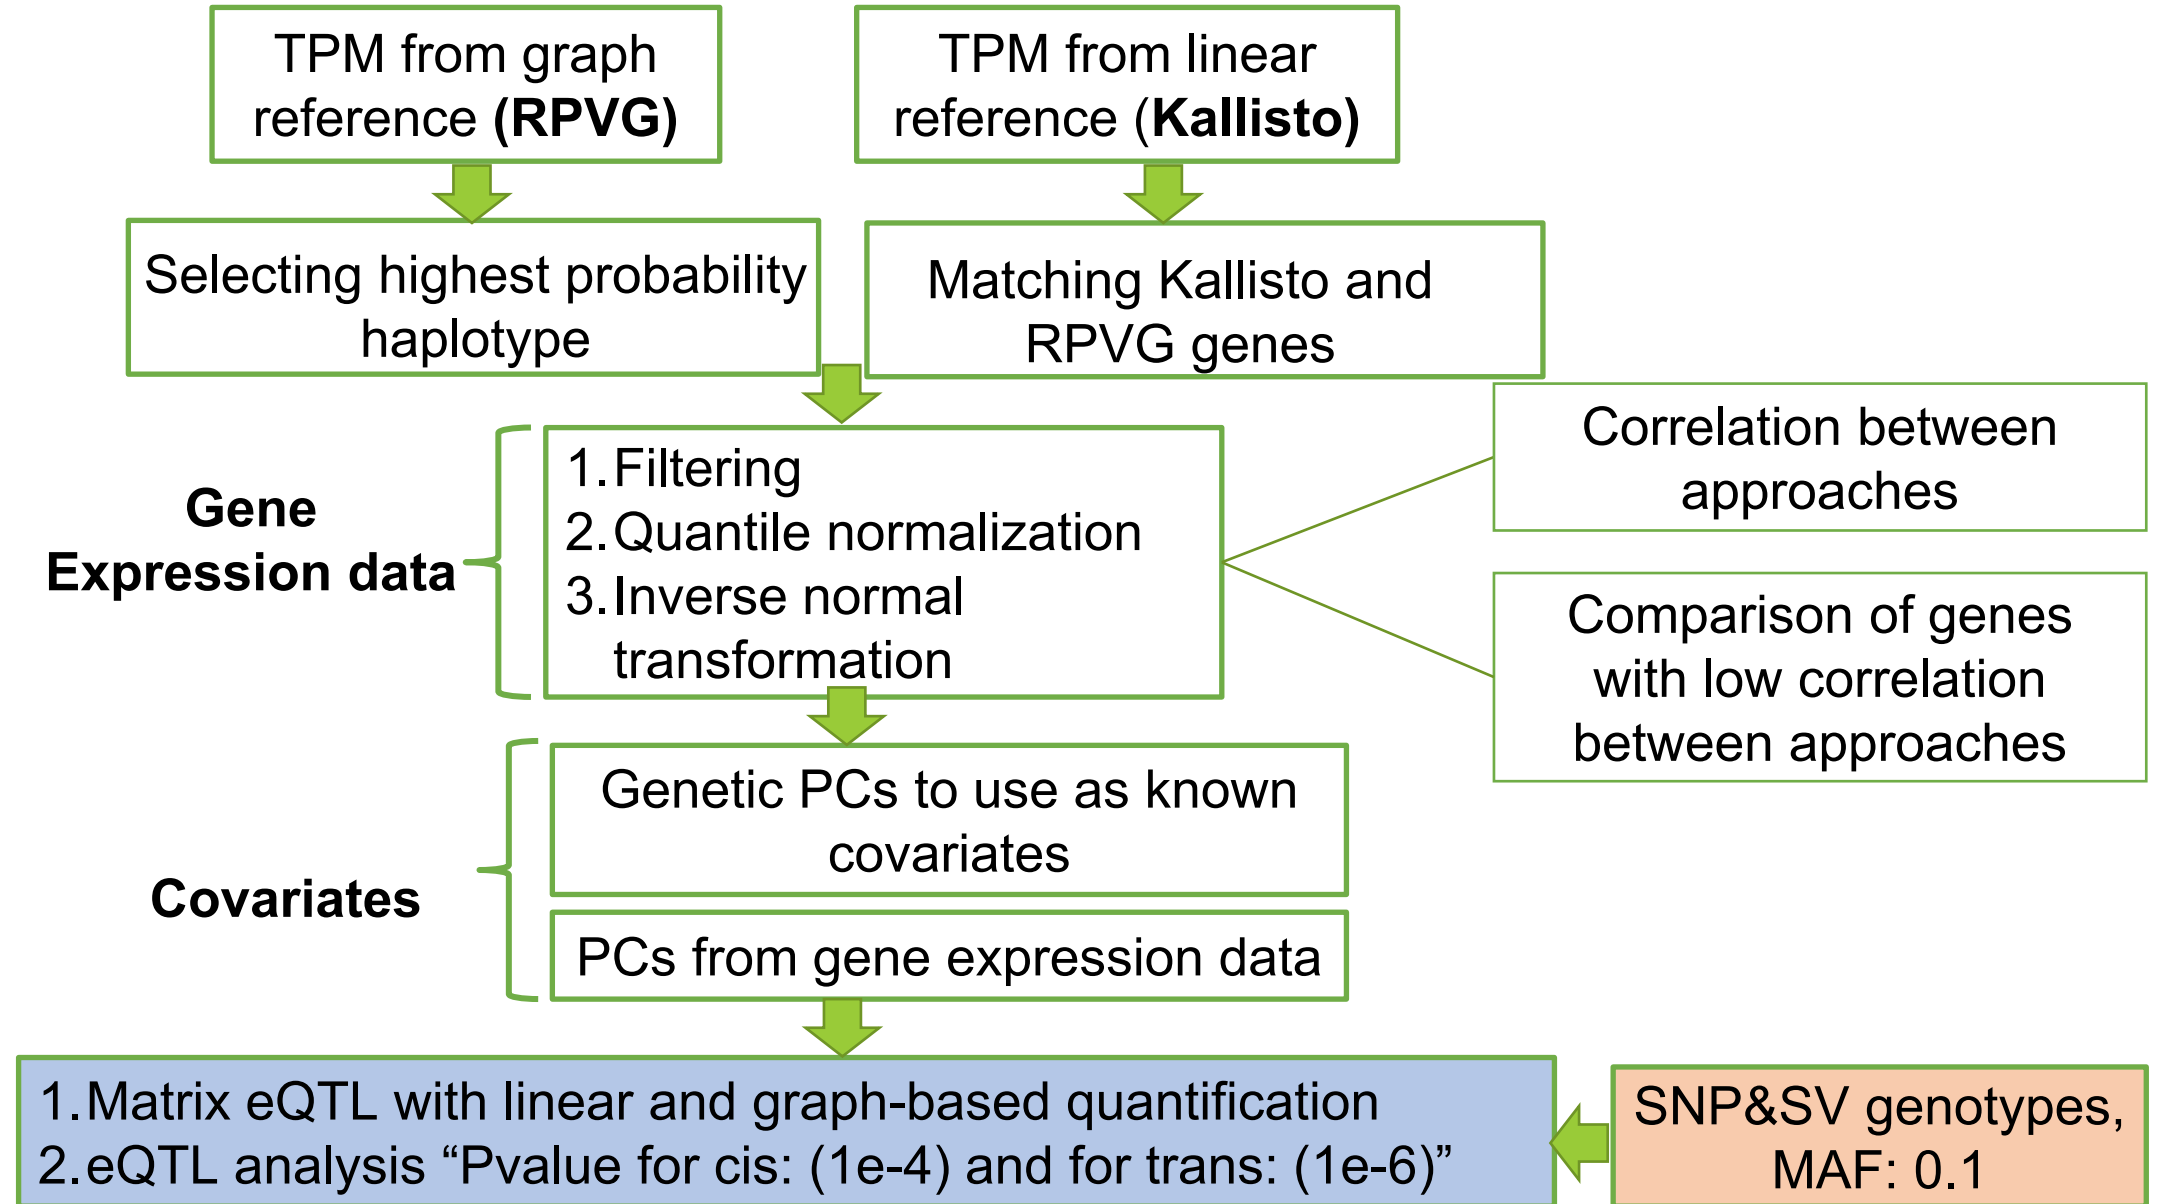 TPM from graph
reference (RPVG)
TPM from linear
reference (Kallisto)
Selecting highest probability
haplotype
Matching Kallisto and
RPVG genes
Gene
Expression data
1.Filtering
2.Quantile normalization
3.Inverse normal
transformation
Correlation between
approaches
Comparison of genes
with low correlation
between approaches
Covariates
Genetic PCs to use as known
covariates
PCs from gene expression data
1.Matrix eQTL with linear and graph-based quantification
2.eQTL analysis “Pvalue for cis: (1e-4) and for trans: (1e-6)”
SNP&SV genotypes,
MAF: 0.1